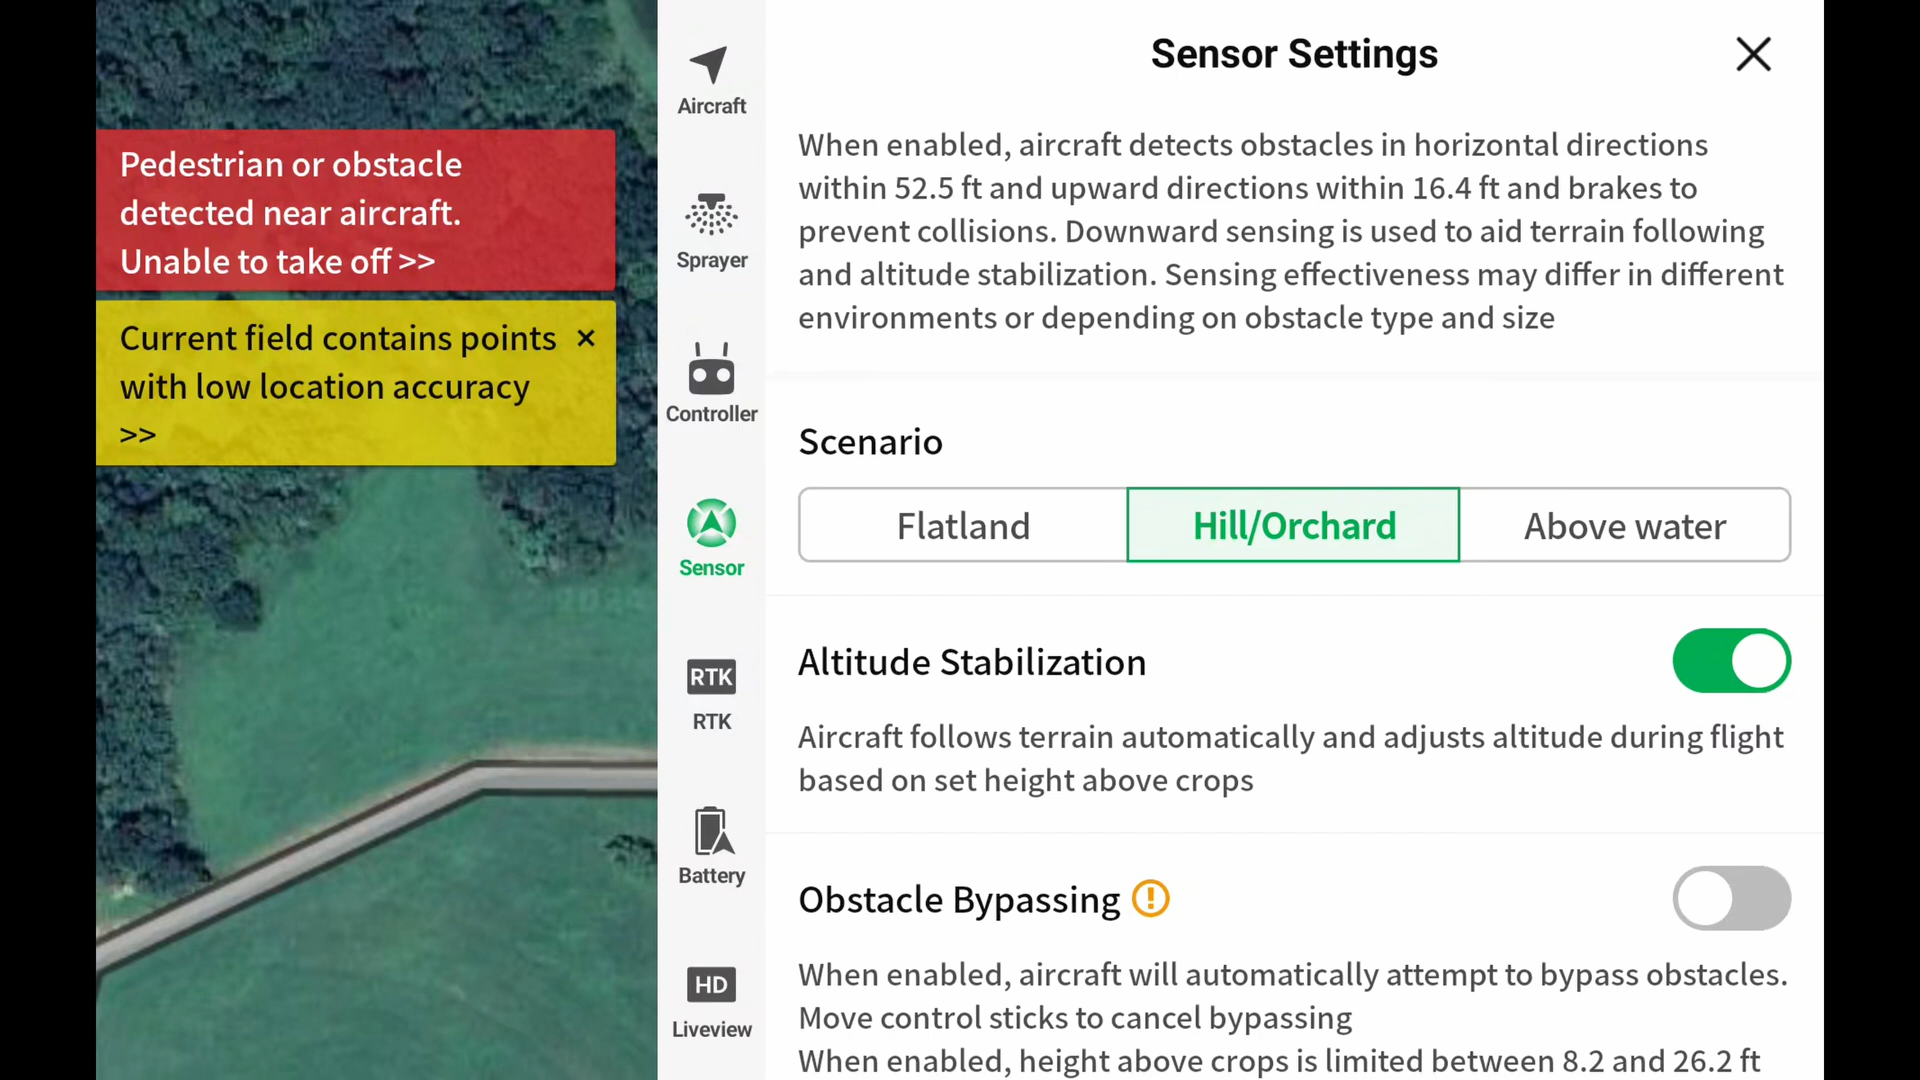 Pedestrian or obstacle
detected near aircraft.
Unable to take off >>
Current field contains points ×
with low location accuracy
>>
Aircraft
Sprayer
Controller
Sensor
RTK
RTK
Battery
HD
Liveview
Sensor Settings
When enabled, aircraft detects obstacles in horizontal directions
within 52.5 ft and upward directions within 16.4 ft and brakes to
prevent collisions. Downward sensing is used to aid terrain following
and altitude stabilization. Sensing effectiveness may differ in different
environments or depending on obstacle type and size
Scenario
Flatland
Hill/Orchard
Above water
Altitude Stabilization
Aircraft follows terrain automatically and adjusts altitude during flight
based on set height above crops
Obstacle Bypassing
When enabled, aircraft will automatically attempt to bypass obstacles.
Move control sticks to cancel bypassing
When enabled, height above crops is limited between 8.2 and 26.2 ft